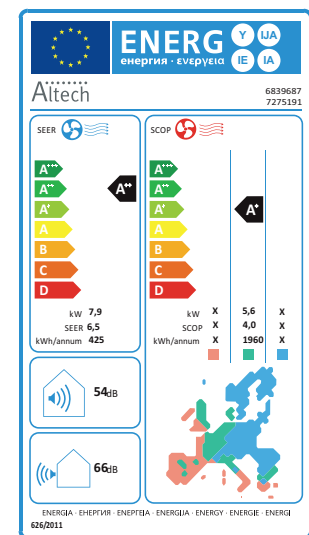 ENERG Y IJA
енергия · ενεργεια IE IA
Altech
6839687
7275191
SEER
SCOP
A+++
A++
A+
A
B
C
D
A++
A+++
A++
A+
A
B
C
D
A+
kW 7,9
SEER 6,5
kWh/annum 425
kW X 5,6 X
SCOP X 4,0 X
kWh/annum X 1960 X
54dB
66dB
ENERGIA · ЕНЕРГИЯ · ΕΝΕΡΓΕΙΑ · ENERGIJA · ENERGY · ENERGIE · ENERGI
626/2011